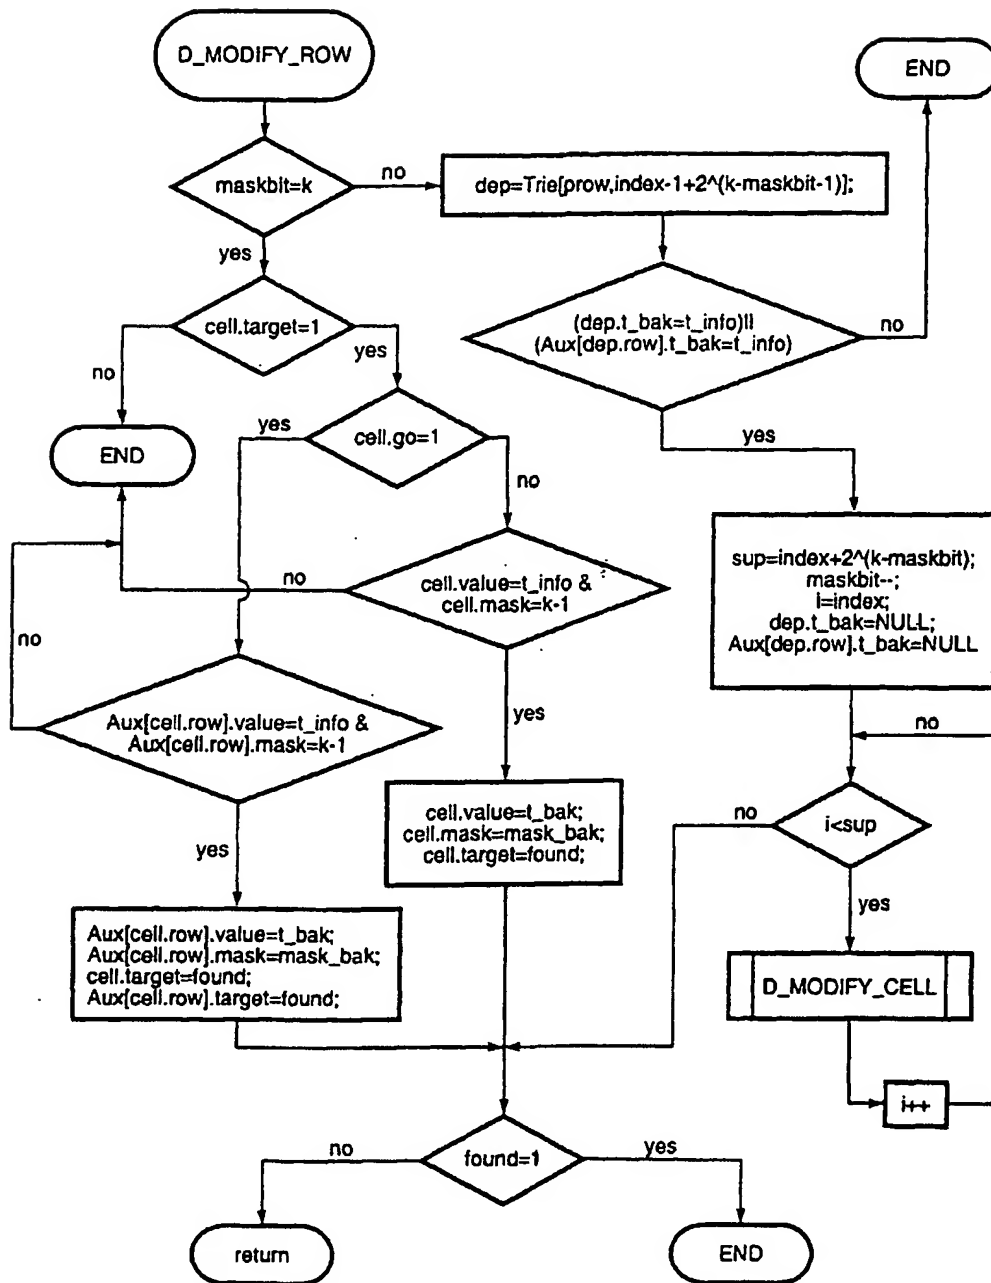 D_MODIFY_ROW
END
maskbit=k
no
dep=Trie[prow,index-1+2^(k-maskbit-1)];
yes
cell.target=1
(dep.t_bak=t_info)||
(Aux[dep.row].t_bak=t_info)
no
yes
no
yes
cell.go=1
yes
END
no
sup=index+2^(k-maskbit);
maskbit--;
i=index;
dep.t_bak=NULL;
Aux[dep.row].t_bak=NULL
cell.value=t_info &
cell.mask=k-1
no
no
Aux[cell.row].value=t_info &
Aux[cell.row].mask=k-1
yes
no
cell.value=t_bak;
cell.mask=mask_bak;
cell.target=found;
no
i<sup
yes
yes
Aux[cell.row].value=t_bak;
Aux[cell.row].mask=mask_bak;
cell.target=found;
Aux[cell.row].target=found;
D_MODIFY_CELL
i++
no
found=1
yes
return
END